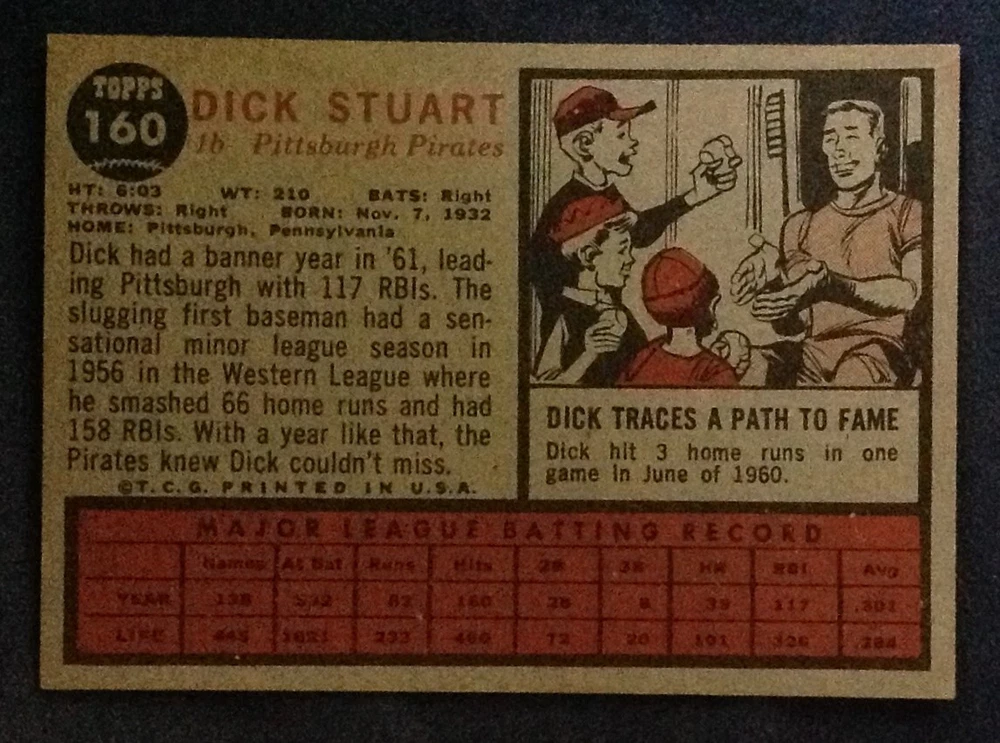 TOPPS
160
DICK STUART
1b Pittsburgh Pirates
HT: 6:03 WT: 210 BATS: Right
THROWS: Right BORN: Nov. 7, 1932
HOME: Pittsburgh, Pennsylvania
Dick had a banner year in '61, lead-
ing Pittsburgh with 117 RBIs. The
slugging first baseman had a sen-
sational minor league season in
1956 in the Western League where
he smashed 66 home runs and had
158 RBIs. With a year like that, the
Pirates knew Dick couldn't miss.
©T.C.G. PRINTED IN U.S.A.
DICK TRACES A PATH TO FAME
Dick hit 3 home runs in one
game in June of 1960.
MAJOR LEAGUE BATTING RECORD
Games At Bat Runs Hits 2B 3B HR RBI Avg
YEAR 138 532 83 160 28 8 35 117 .301
LIFE 445 233 72 20 101